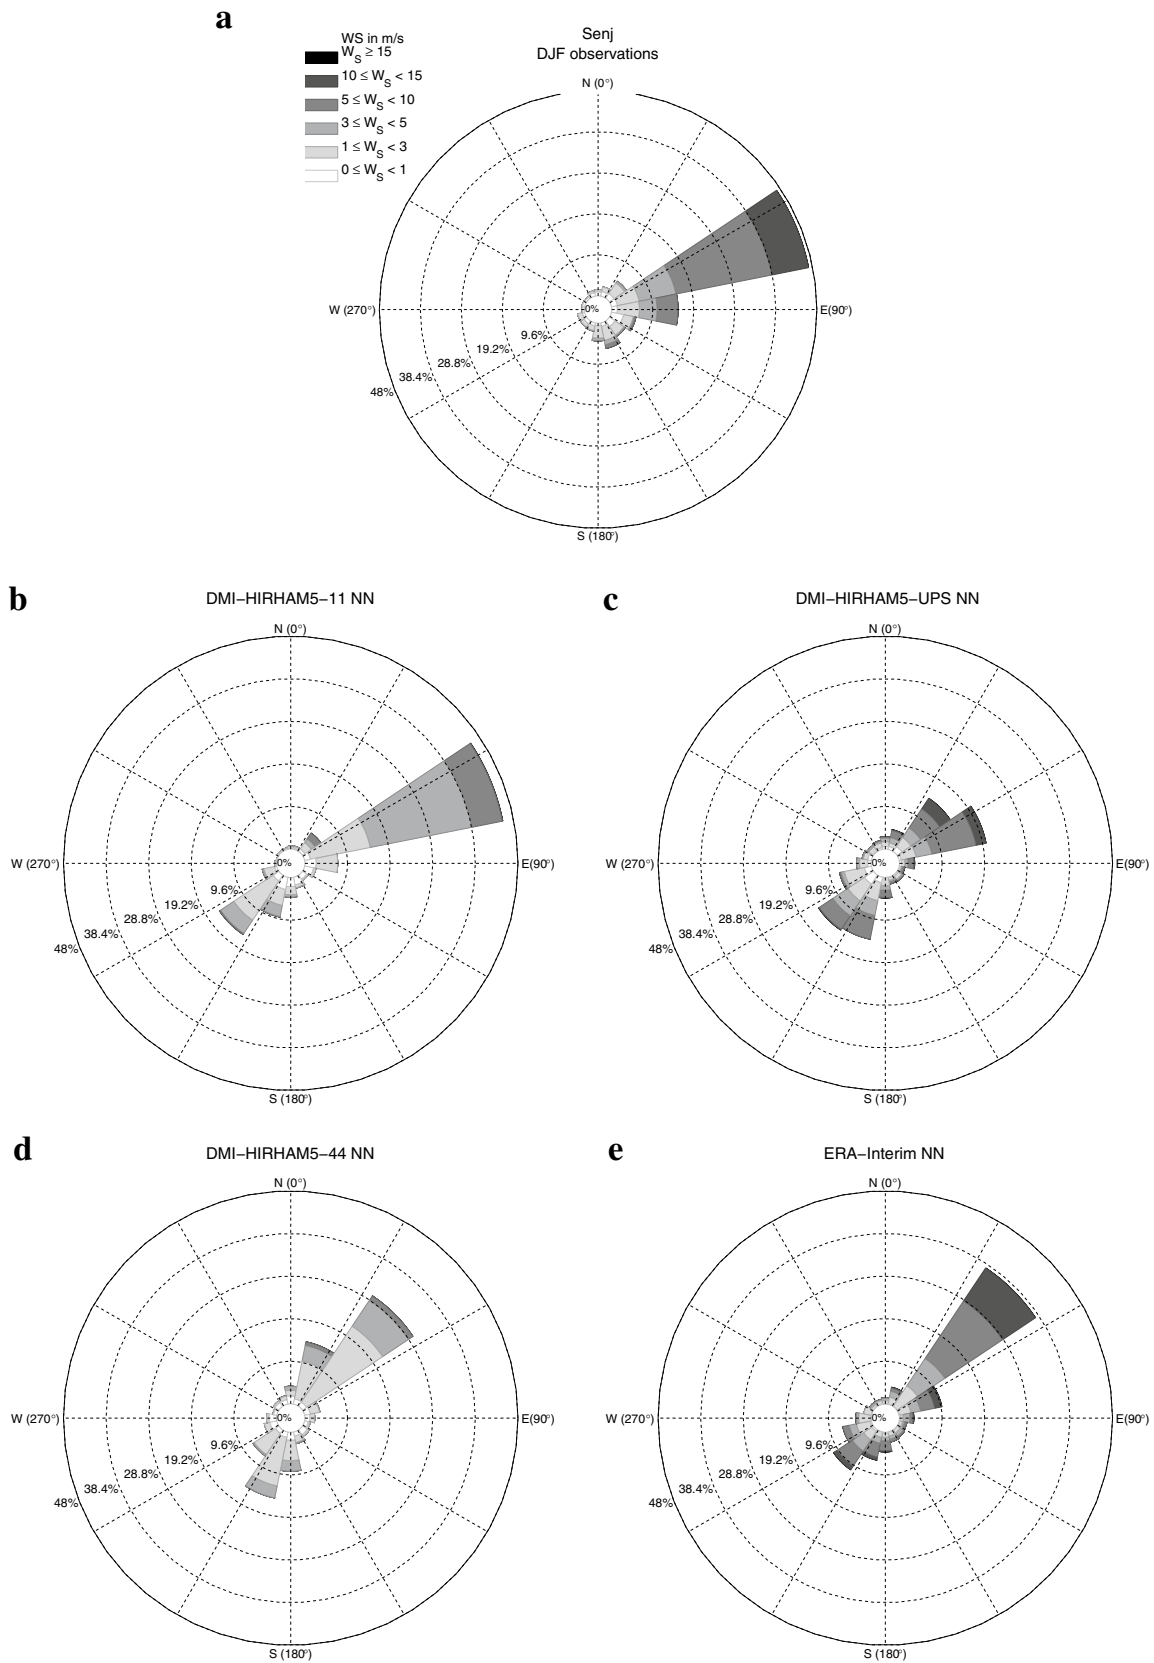 a
Senj
DJF observations
WS in m/s
W_S ≥ 15
10 ≤ W_S < 15
5 ≤ W_S < 10
3 ≤ W_S < 5
1 ≤ W_S < 3
0 ≤ W_S < 1
N (0°)
W (270°)
0%
E(90°)
9.6%
19.2%
28.8%
38.4%
48%
S (180°)
b
DMI−HIRHAM5−11 NN
N (0°)
W (270°)
0%
E(90°)
9.6%
19.2%
28.8%
38.4%
48%
S (180°)
c
DMI−HIRHAM5−UPS NN
N (0°)
W (270°)
0%
E(90°)
9.6%
19.2%
28.8%
38.4%
48%
S (180°)
d
DMI−HIRHAM5−44 NN
N (0°)
W (270°)
0%
E(90°)
9.6%
19.2%
28.8%
38.4%
48%
S (180°)
e
ERA−Interim NN
N (0°)
W (270°)
0%
E(90°)
9.6%
19.2%
28.8%
38.4%
48%
S (180°)